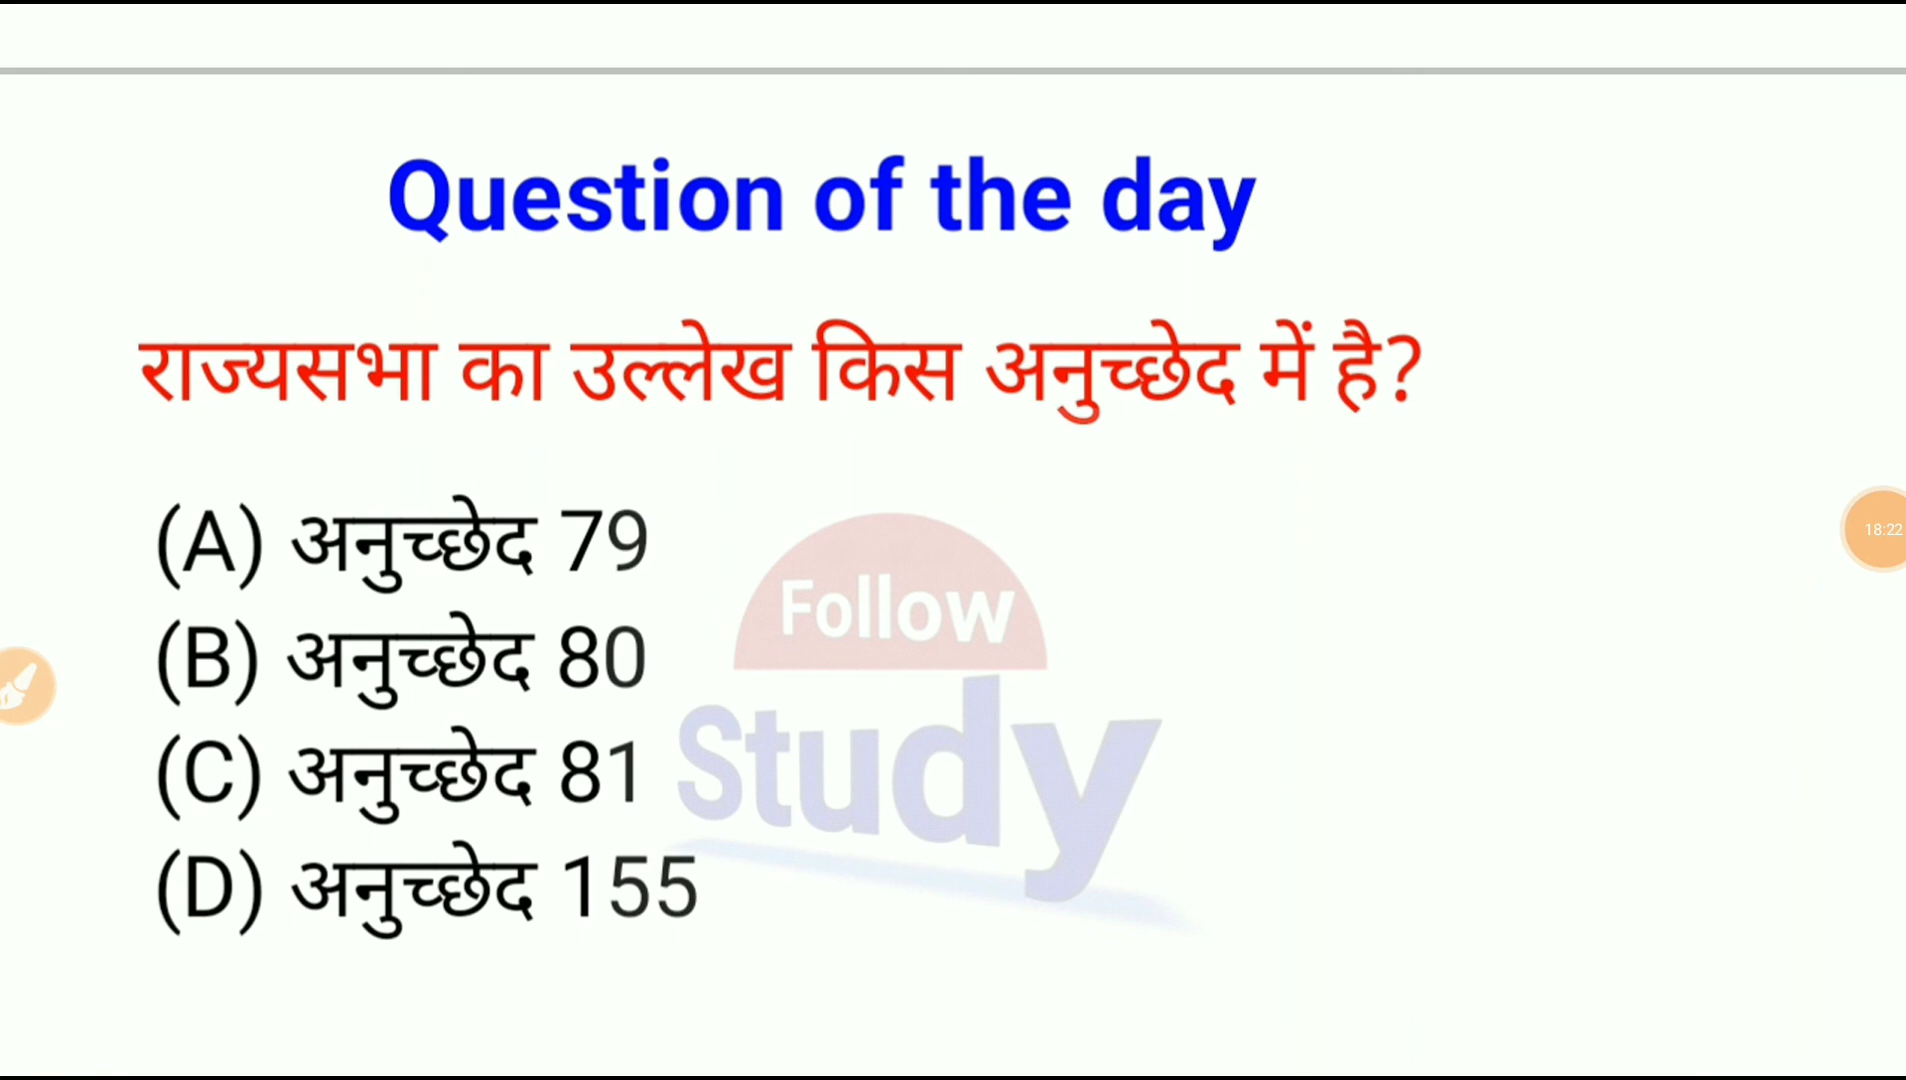 Question of the day
राज्यसभा का उल्लेख किस अनुच्छेद में है?
(A) अनुच्छेद 79
(B) अनुच्छेद 80
(C) अनुच्छेद 81
(D) अनुच्छेद 155
Follow
Study
18:22